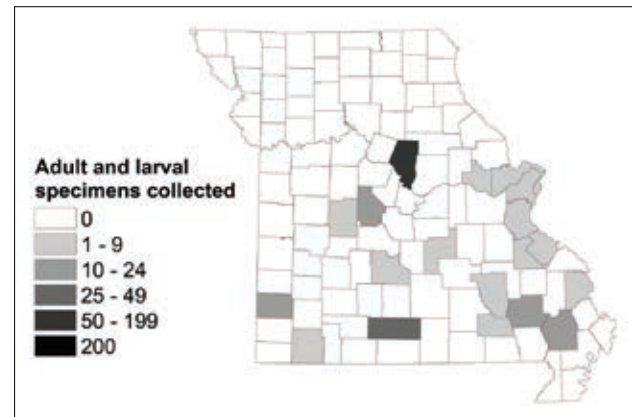 Adult and larval
specimens collected
0
1 - 9
10 - 24
25 - 49
50 - 199
200